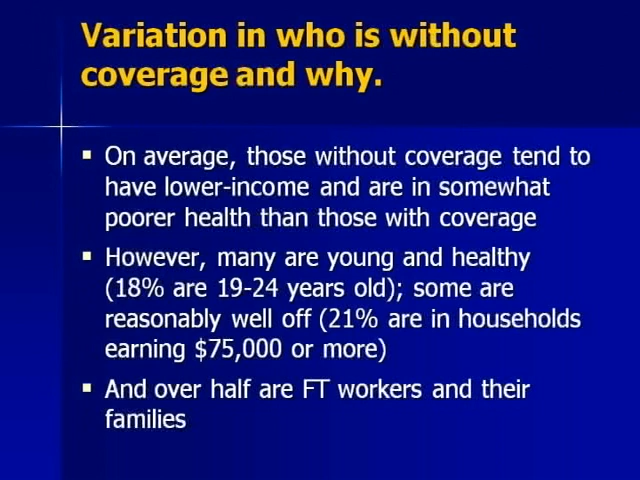 Variation in who is without
coverage and why.
▪ On average, those without coverage tend to
have lower-income and are in somewhat
poorer health than those with coverage
▪ However, many are young and healthy
(18% are 19-24 years old); some are
reasonably well off (21% are in households
earning $75,000 or more)
▪ And over half are FT workers and their
families